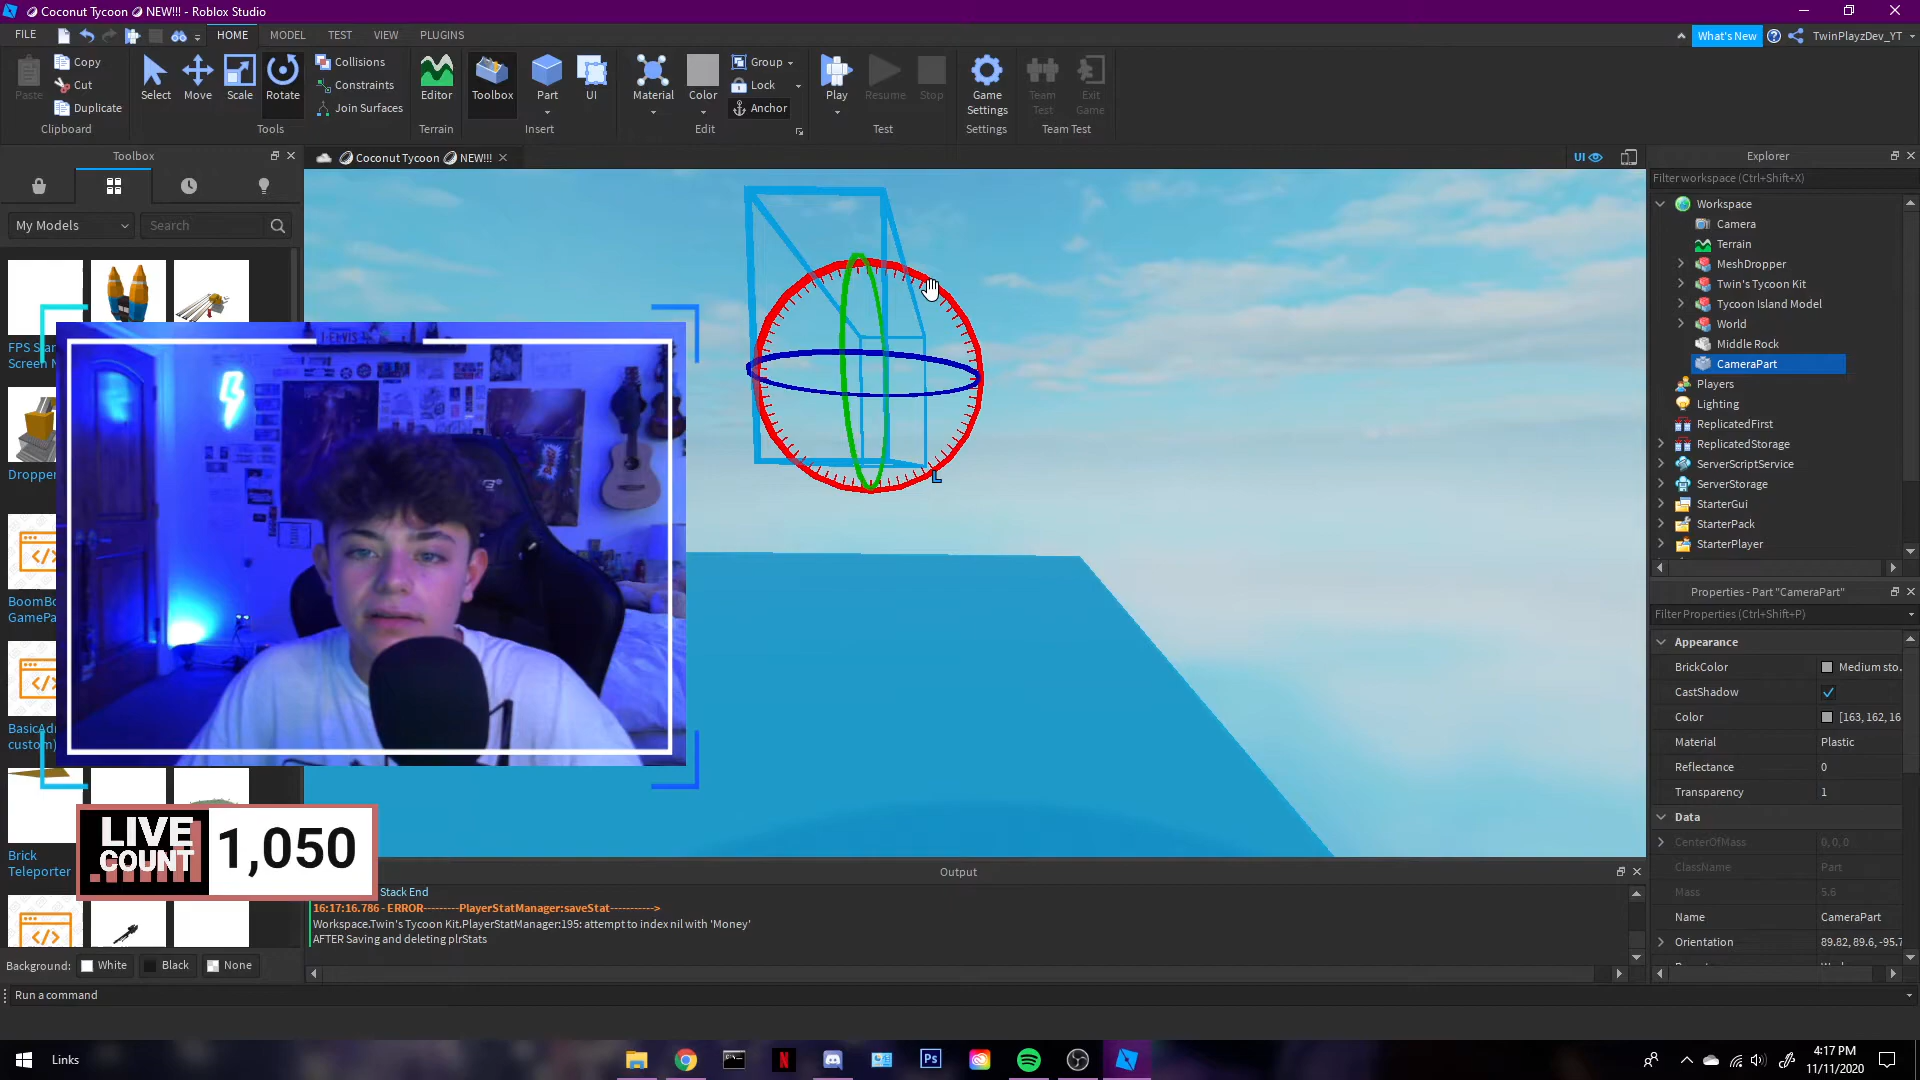 Coconut Tycoon NEW!!! - Roblox Studio
FILE HOME MODEL TEST VIEW PLUGINS
What's New TwinPlayzDev_YT
Paste Copy Cut Duplicate Clipboard
Select Move Scale Rotate Collisions Constraints Join Surfaces Tools
Editor Terrain
Toolbox Part UI Insert
Material Color Group Lock Anchor Edit
Play Resume Stop Test
Game Settings Settings
Team Test Exit Game Team Test
Toolbox
My Models Search
Screen
Dropper
BoomBo
GamePa
BasicAd
custom)
Brick
Teleporter
Background: White Black None
LIVE COUNT 1,050
Coconut Tycoon NEW!!!
UI
L
Output
Stack End
16:17:16.786 - ERROR---------PlayerStatManager:saveStat----------->
Workspace.Twin's Tycoon Kit.PlayerStatManager:195: attempt to index nil with 'Money'
AFTER Saving and deleting plrStats
Explorer
Filter workspace (Ctrl+Shift+X)
Workspace
Camera
Terrain
MeshDropper
Twin's Tycoon Kit
Tycoon Island Model
World
Middle Rock
CameraPart
Players
Lighting
ReplicatedFirst
ReplicatedStorage
ServerScriptService
ServerStorage
StarterGui
StarterPack
StarterPlayer
Properties - Part "CameraPart"
Filter Properties (Ctrl+Shift+P)
Appearance
BrickColor Medium sto.
CastShadow
Color [163, 162, 16
Material Plastic
Reflectance 0
Transparency 1
Data
CenterOfMass 0, 0, 0
ClassName Part
Mass 5.6
Name CameraPart
Orientation 89.82, 89.6, -95.7
Run a command
Links
Ps
4:17 PM
11/11/2020